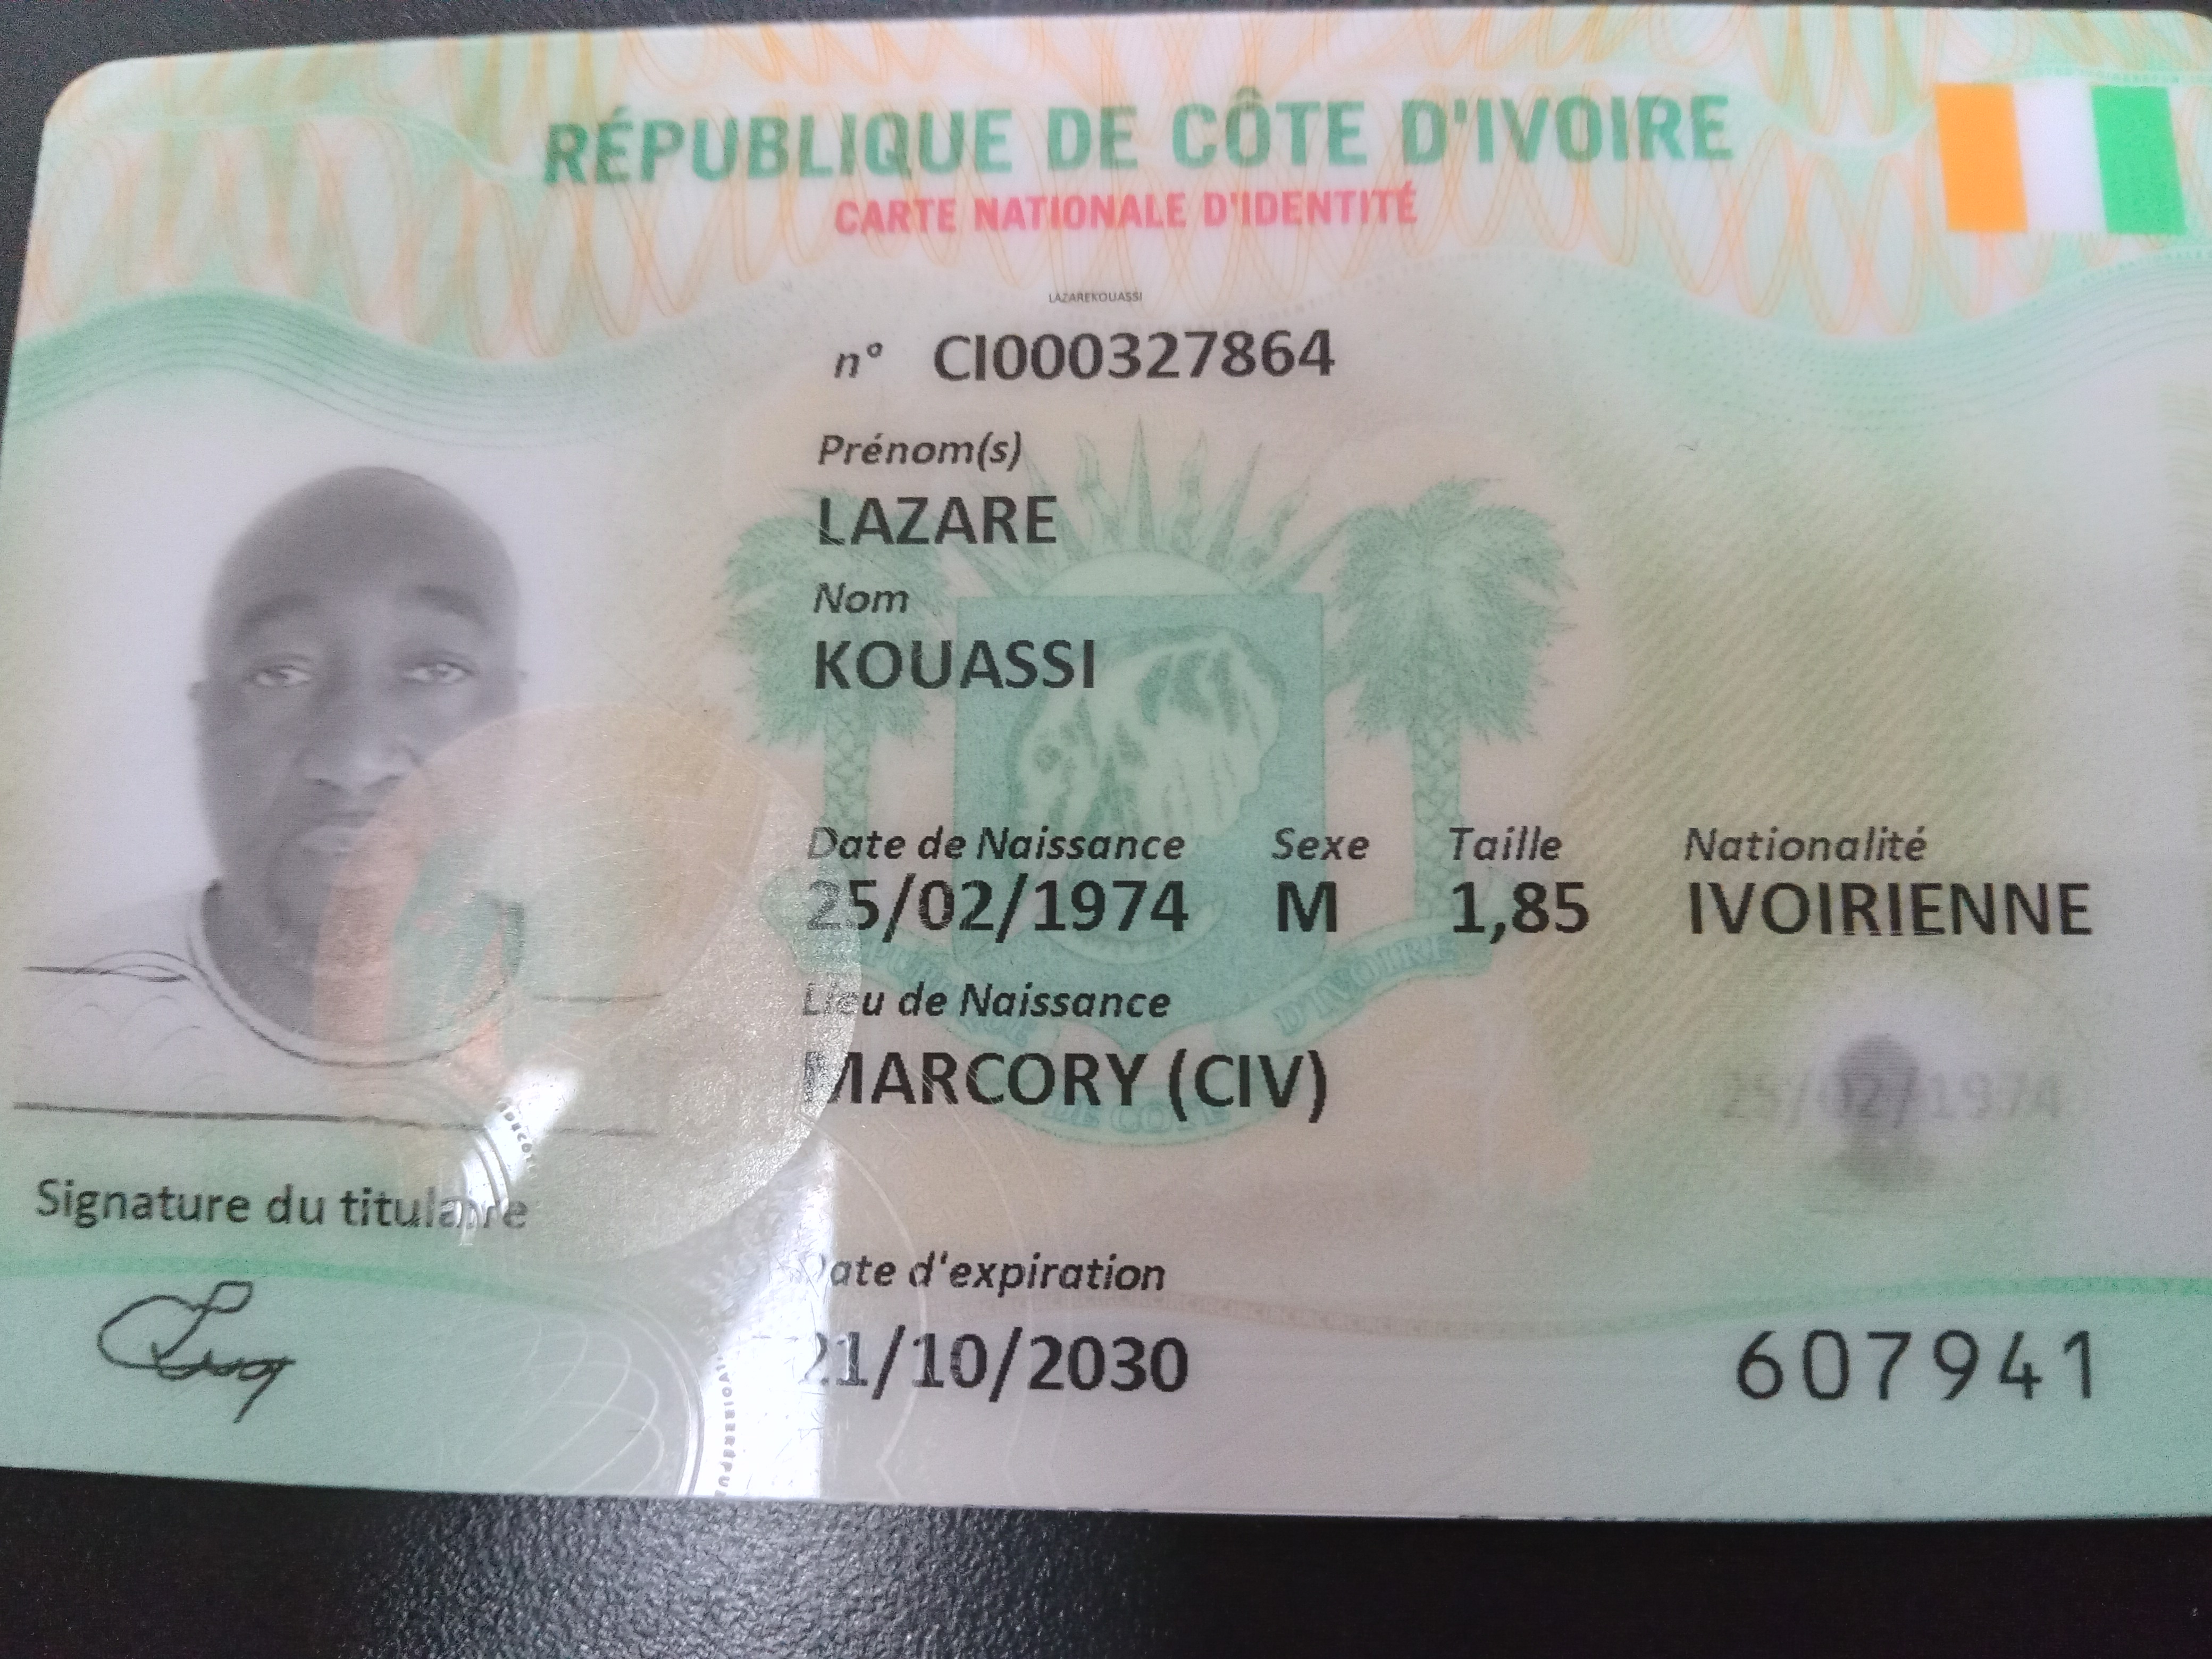 RÉPUBLIQUE DE CÔTE D'IVOIRE
CARTE NATIONALE D'IDENTITÉ
LAZAREKOUASSI
n° CI000327864
Prénom(s)
LAZARE
Nom
KOUASSI
Date de Naissance Sexe Taille Nationalité
25/02/1974 M 1,85 IVOIRIENNE
Lieu de Naissance
MARCORY (CIV)
25/02/1974
Signature du titulaire
Date d'expiration
21/10/2030
607941
D'IVOIRE